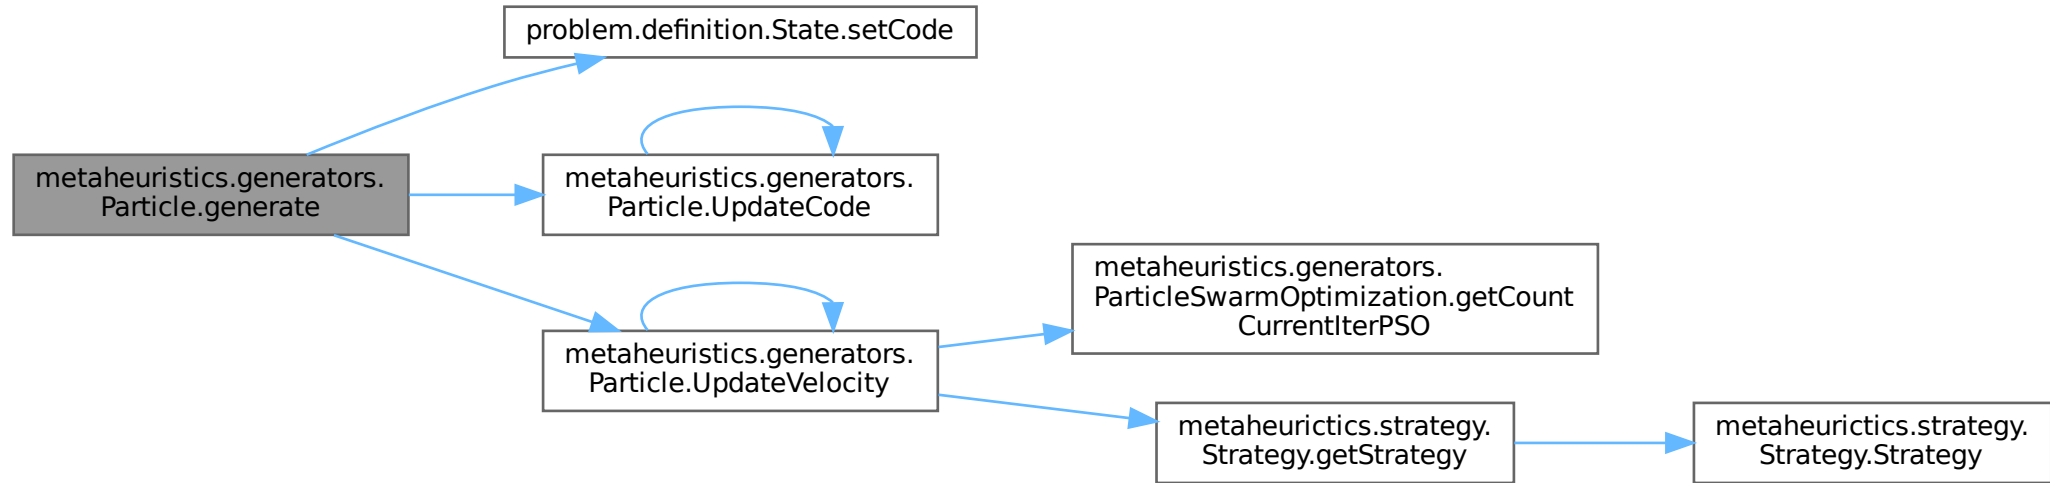 problem.definition.State.setCode
metaheuristics.generators.
Particle.generate
metaheuristics.generators.
Particle.UpdateCode
metaheuristics.generators.
Particle.UpdateVelocity
metaheuristics.generators.
ParticleSwarmOptimization.getCount
CurrentIterPSO
metaheurictics.strategy.
Strategy.getStrategy
metaheurictics.strategy.
Strategy.Strategy